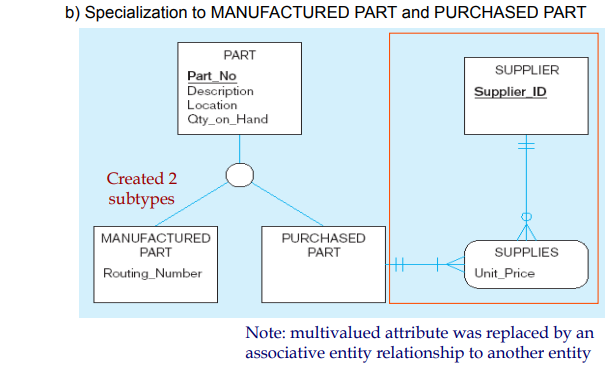 b) Specialization to MANUFACTURED PART and PURCHASED PART
PART
Part_No
Description
Location
Qty_on_Hand
SUPPLIER
Supplier_ID
Created 2
subtypes
MANUFACTURED
PART
Routing_Number
PURCHASED
PART
SUPPLIES
Unit_Price
Note: multivalued attribute was replaced by an
associative entity relationship to another entity